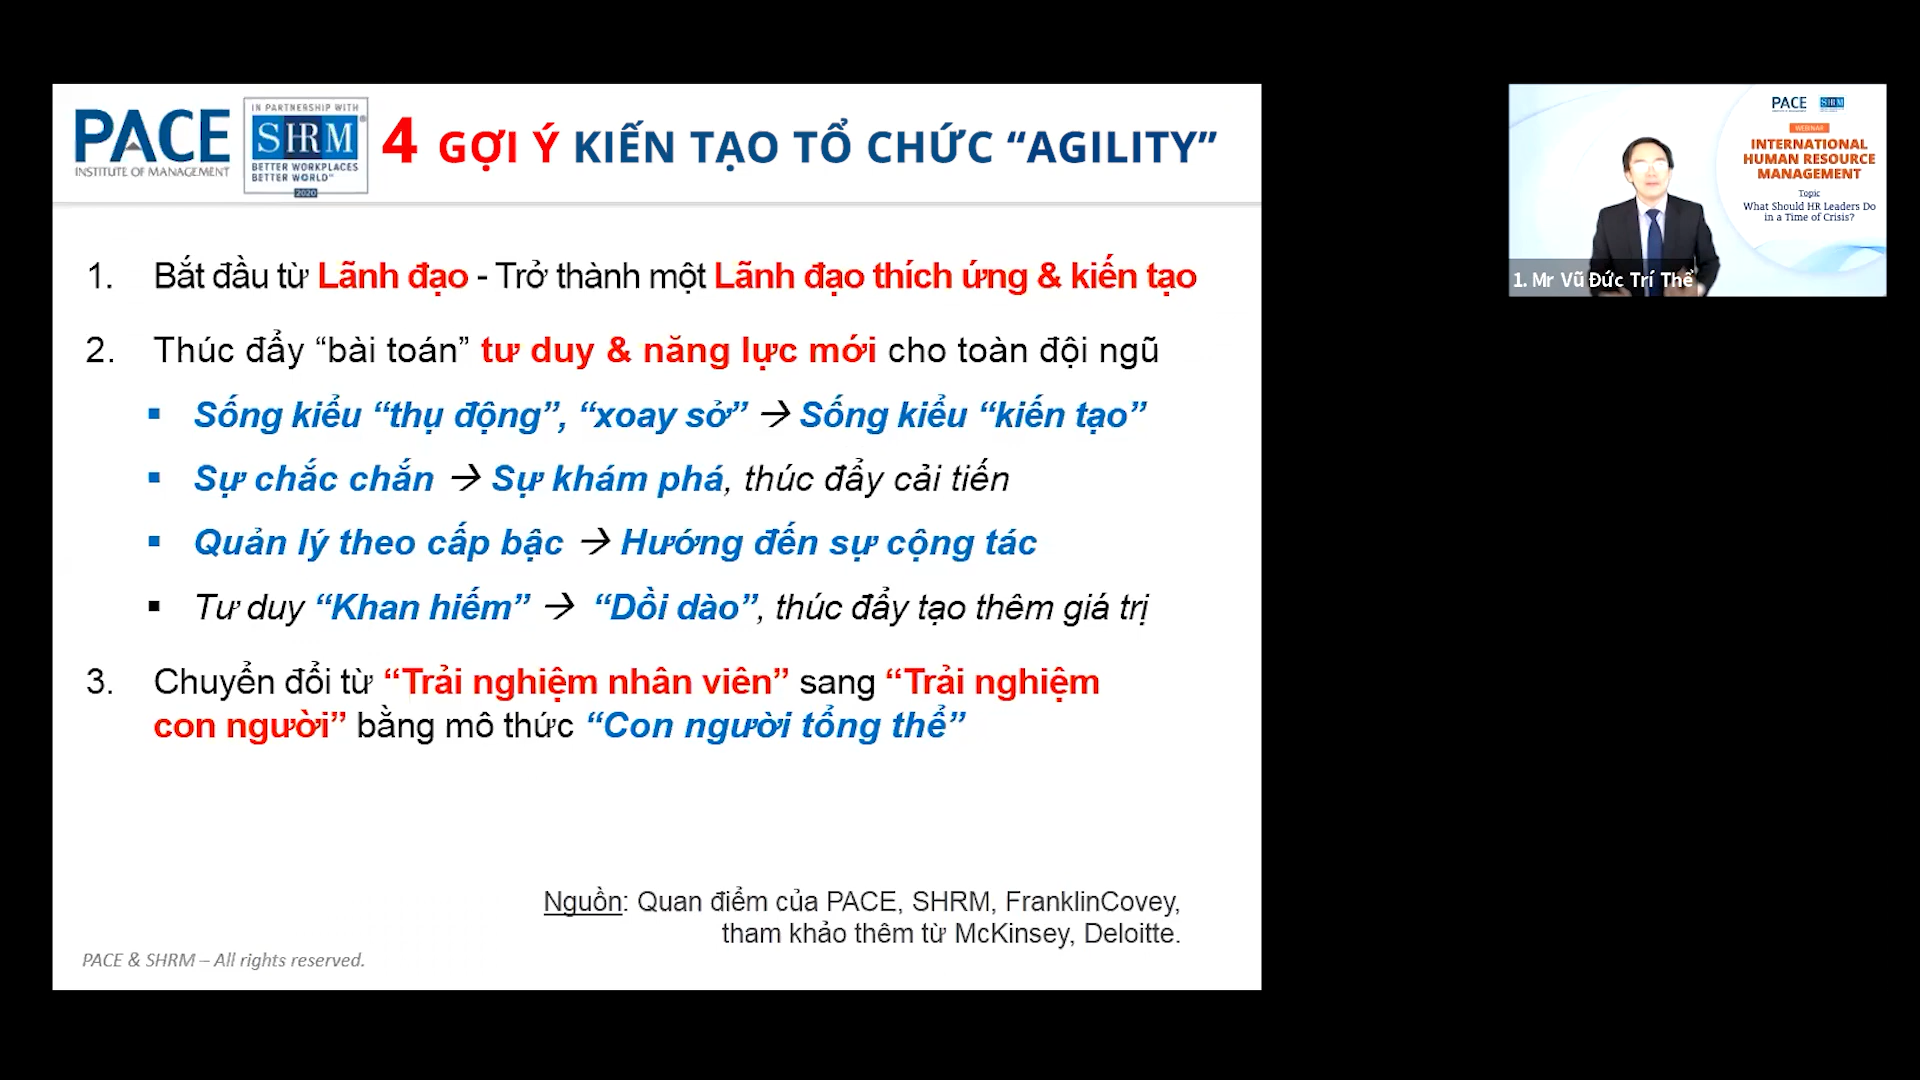 PACE
INSTITUTE OF MANAGEMENT
IN PARTNERSHIP WITH
SHRM®
BETTER WORKPLACES
BETTER WORLD™
2020
4 GỢI Ý KIẾN TẠO TỔ CHỨC “AGILITY”
1. Bắt đầu từ Lãnh đạo - Trở thành một Lãnh đạo thích ứng & kiến tạo
2. Thúc đẩy “bài toán” tư duy & năng lực mới cho toàn đội ngũ
▪ Sống kiểu “thụ động”, “xoay sở” → Sống kiểu “kiến tạo”
▪ Sự chắc chắn → Sự khám phá, thúc đẩy cải tiến
▪ Quản lý theo cấp bậc → Hướng đến sự cộng tác
▪ Tư duy “Khan hiếm” → “Dồi dào”, thúc đẩy tạo thêm giá trị
3. Chuyển đổi từ “Trải nghiệm nhân viên” sang “Trải nghiệm
con người” bằng mô thức “Con người tổng thể”
Nguồn: Quan điểm của PACE, SHRM, FranklinCovey,
tham khảo thêm từ McKinsey, Deloitte.
PACE & SHRM – All rights reserved.
PACE SHRM
WEBINAR
INTERNATIONAL
HUMAN RESOURCE
MANAGEMENT
Topic
What Should HR Leaders Do
in a Time of Crisis?
1. Mr Vũ Đức Trí Thể